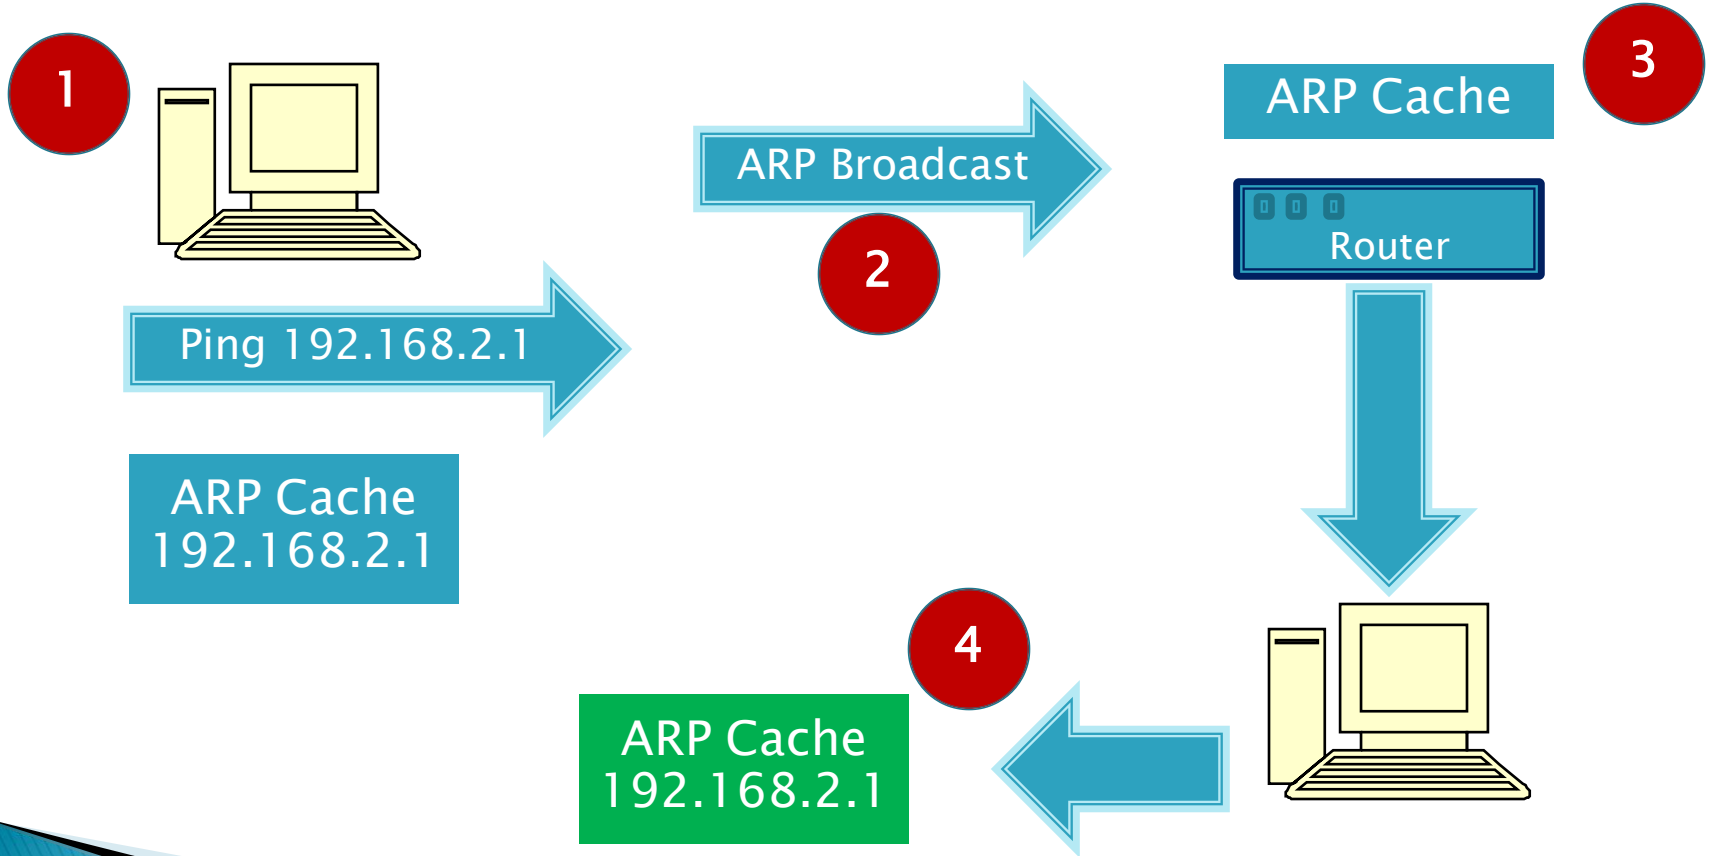 1
Ping 192.168.2.1
ARP Cache
192.168.2.1
ARP Broadcast
2
ARP Cache
3
Router
4
ARP Cache
192.168.2.1